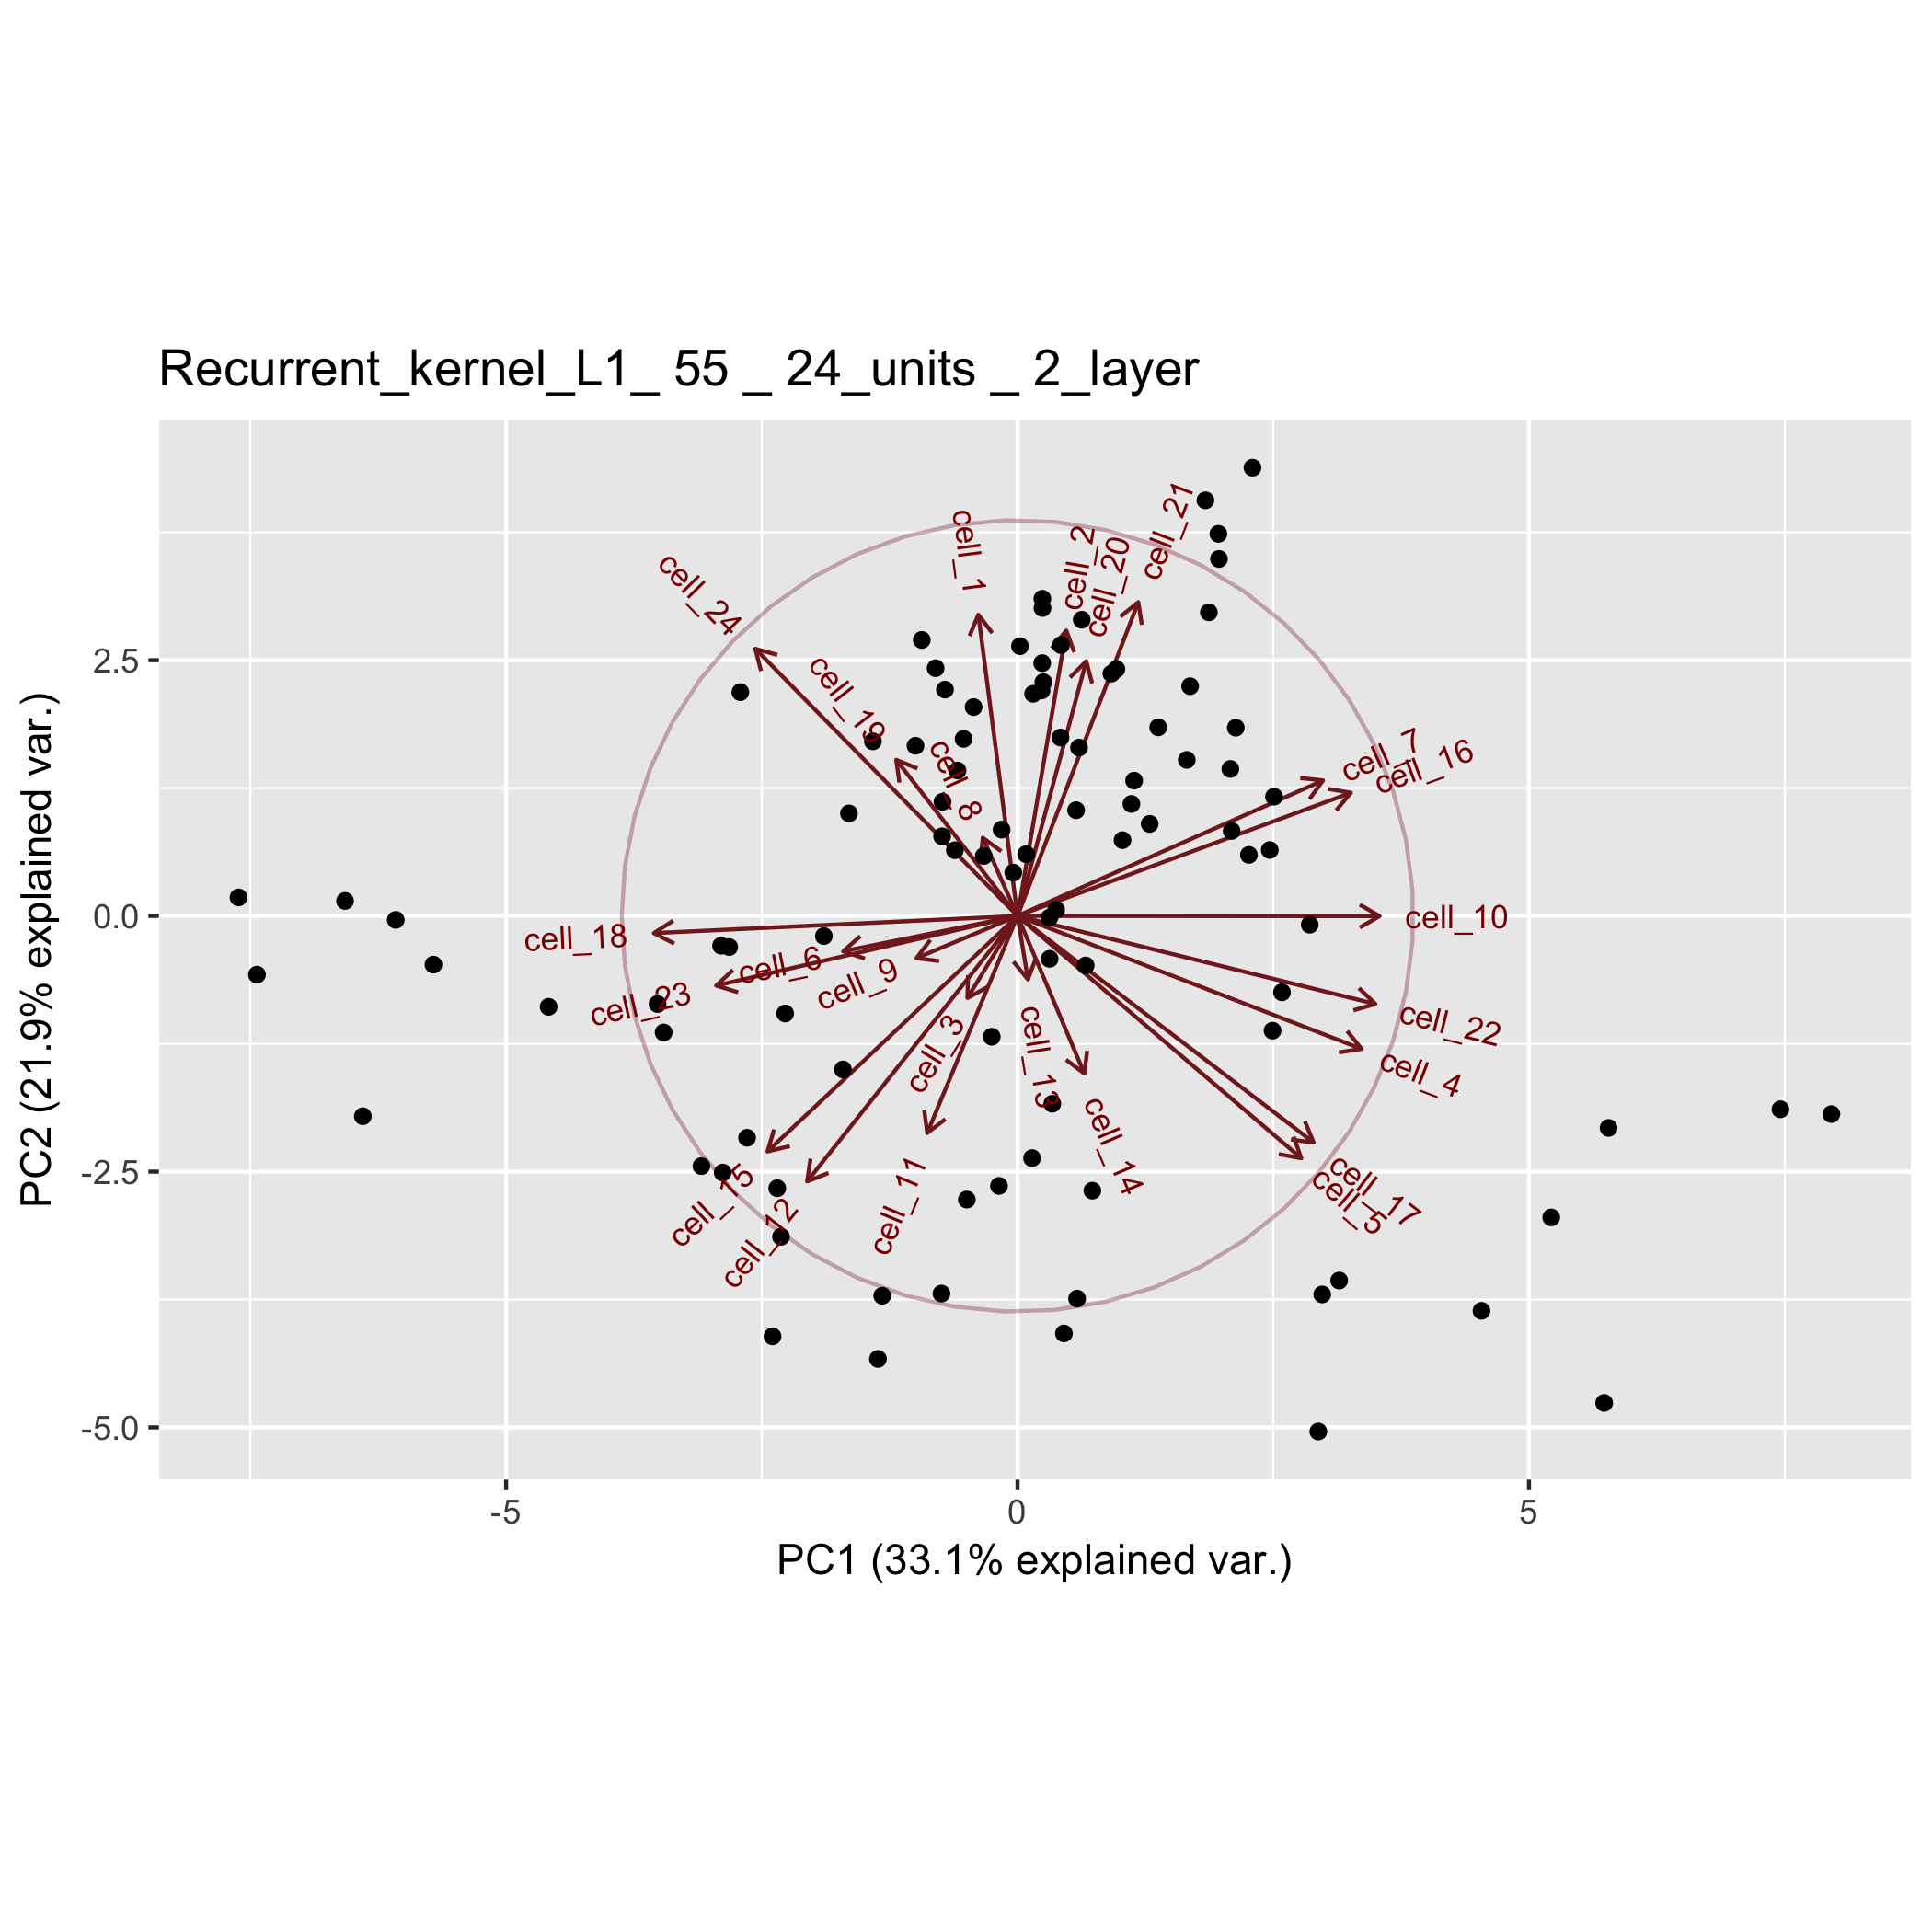 Recurrent_kernel_L1_ 55 _ 24_units _ 2_layer
cell_21
cell_1
cell_2
cell_20
cell_24
cell_19
cell_8
cell_7
cell_16
cell_18
cell_10
cell_6
cell_9
cell_23
cell_3
cell_13
cell_22
cell_4
cell_14
cell_15
cell_12
cell_11
cell_17
cell_5
2.5
0.0
-2.5
-5.0
PC2 (21.9% explained var.)
-5
0
5
PC1 (33.1% explained var.)